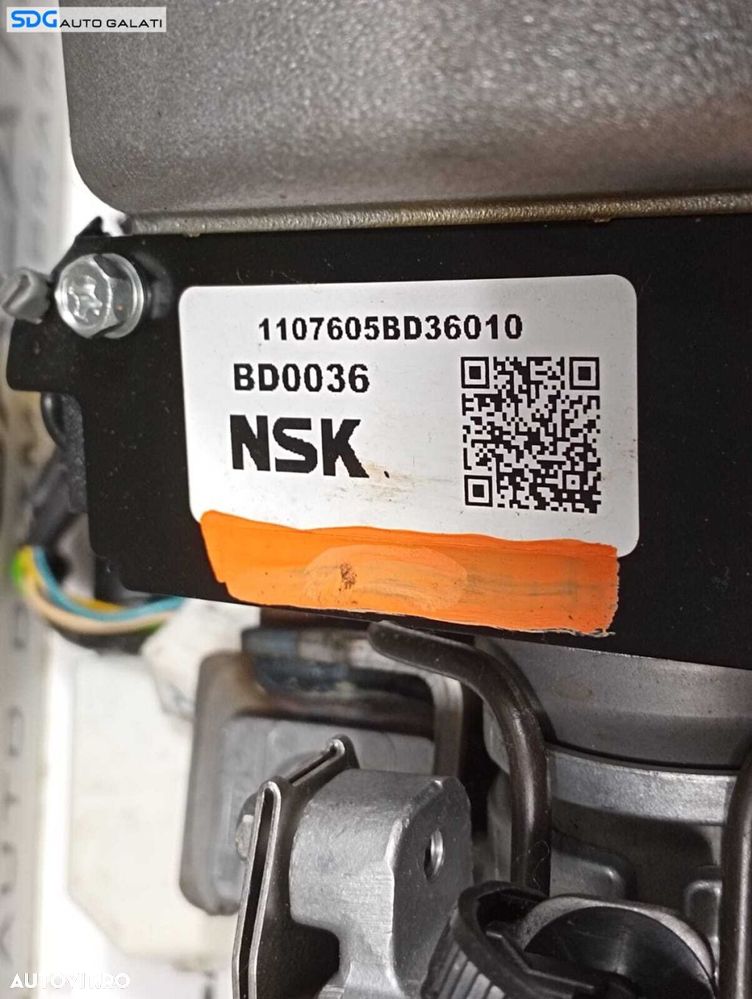 SDG AUTO GALATI
1107605BD36010
BD0036
NSK
AUTOVIT.RO